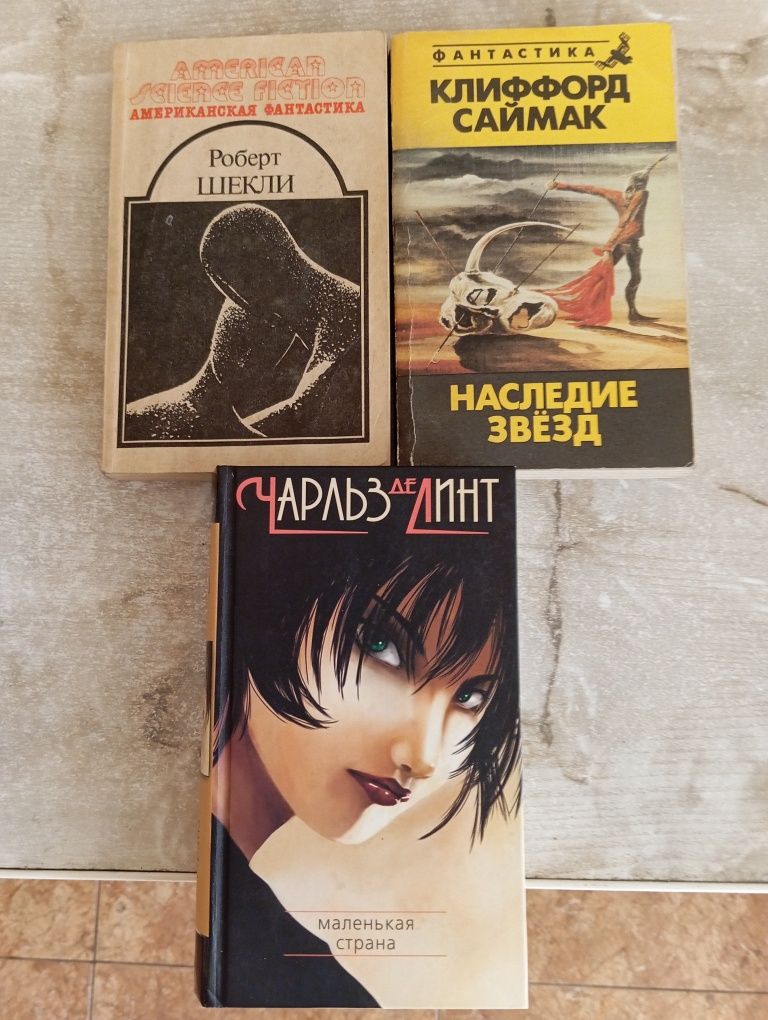 AMERICAN
SCIENCE FICTION
АМЕРИКАНСКАЯ ФАНТАСТИКА
Роберт
ШЕКЛИ
ФАНТАСТИКА
КЛИФФОРД
САЙМАК
НАСЛЕДИЕ
ЗВЁЗД
ЧАРЛЬЗ ДЕ ЛИНТ
маленькая
страна